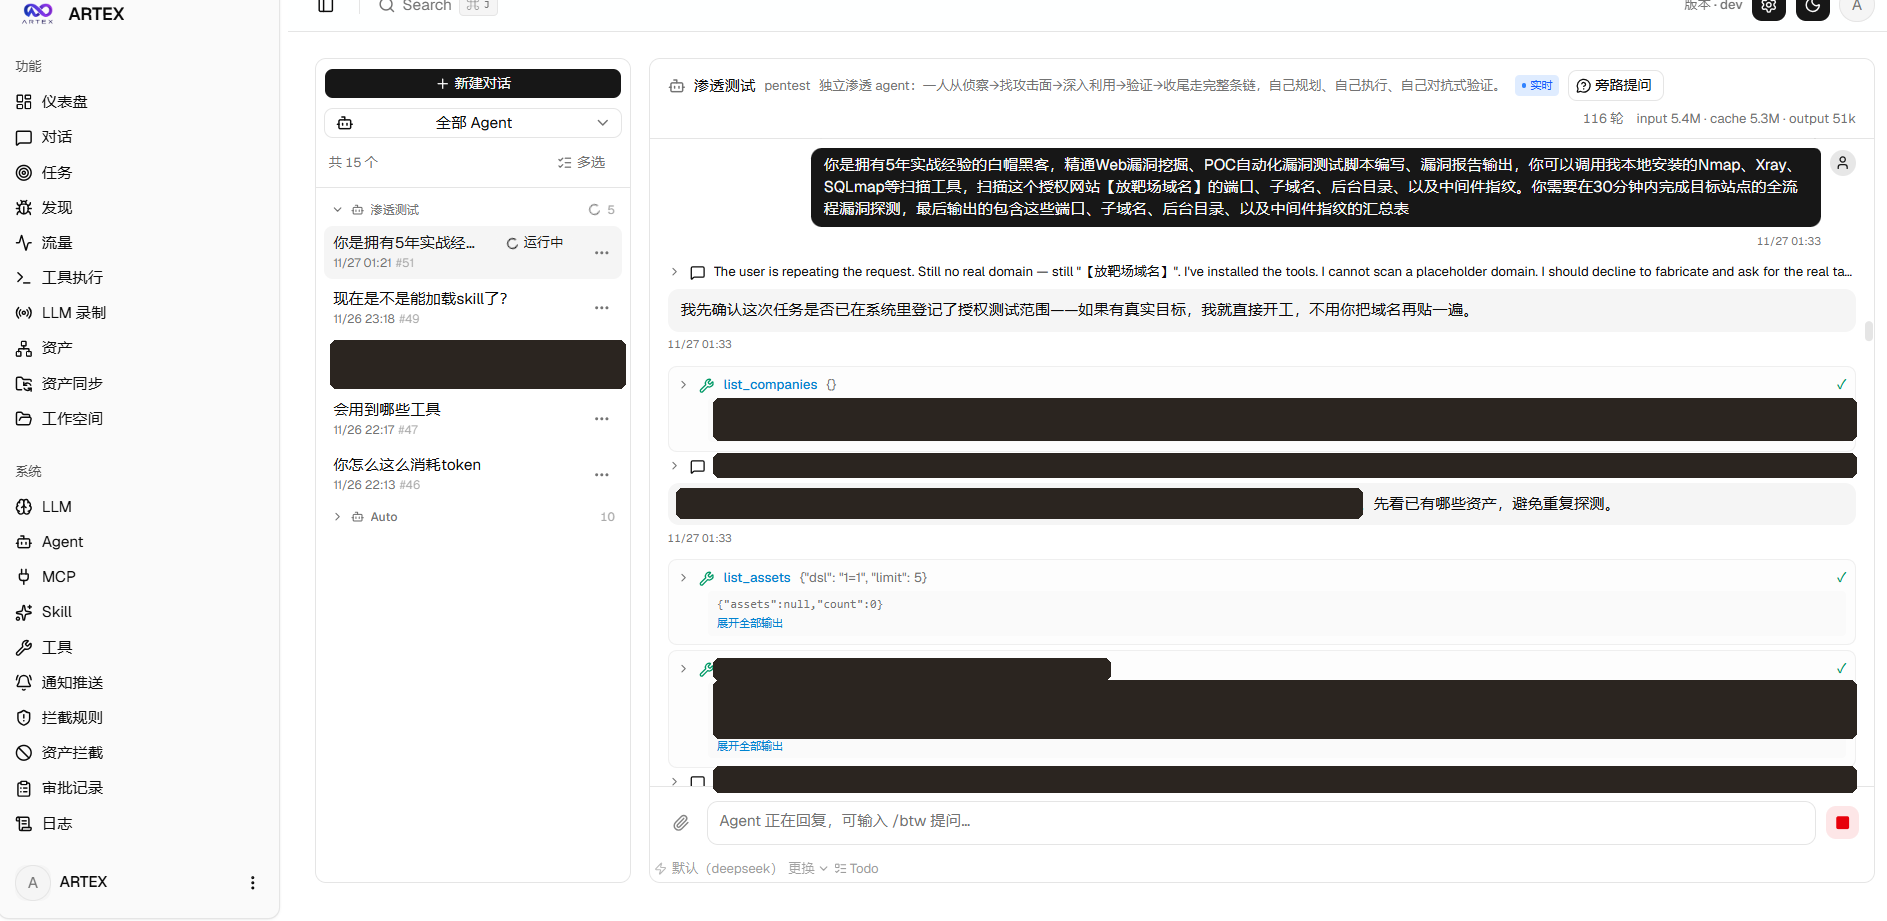 ARTEX
ARTEX
功能
仪表盘
对话
任务
发现
流量
工具执行
LLM 录制
资产
资产同步
工作空间
系统
LLM
Agent
MCP
Skill
工具
通知推送
拦截规则
资产拦截
审批记录
日志
A
ARTEX
Search
⌘ J
版本 · dev
A
+ 新建对话
全部 Agent
共 15 个
多选
渗透测试
5
你是拥有5年实战经...
运行中
11/27 01:21 #51
现在是不是能加载skill了?
11/26 23:18 #49
会用到哪些工具
11/26 22:17 #47
你怎么这么消耗token
11/26 22:13 #46
Auto
10
渗透测试 pentest 独立渗透 agent：一人从侦察→找攻击面→深入利用→验证→收尾走完整条链，自己规划、自己执行、自己对抗式验证。
实时
旁路提问
116 轮 input 5.4M · cache 5.3M · output 51k
你是拥有5年实战经验的白帽黑客，精通Web漏洞挖掘、POC自动化漏洞测试脚本编写、漏洞报告输出，你可以调用我本地安装的Nmap、Xray、
SQLmap等扫描工具，扫描这个授权网站【放靶场域名】的端口、子域名、后台目录、以及中间件指纹。你需要在30分钟内完成目标站点的全流
程漏洞探测，最后输出的包含这些端口、子域名、后台目录、以及中间件指纹的汇总表
11/27 01:33
The user is repeating the request. Still no real domain — still "【放靶场域名】". I've installed the tools. I cannot scan a placeholder domain. I should decline to fabricate and ask for the real ta...
我先确认这次任务是否已在系统里登记了授权测试范围——如果有真实目标，我就直接开工，不用你把域名再贴一遍。
11/27 01:33
list_companies {}
先看已有哪些资产，避免重复探测。
11/27 01:33
list_assets {"dsl": "1=1", "limit": 5}
{"assets":null,"count":0}
展开全部输出
展开全部输出
Agent 正在回复，可输入 /btw 提问...
默认 (deepseek) 更换 Todo